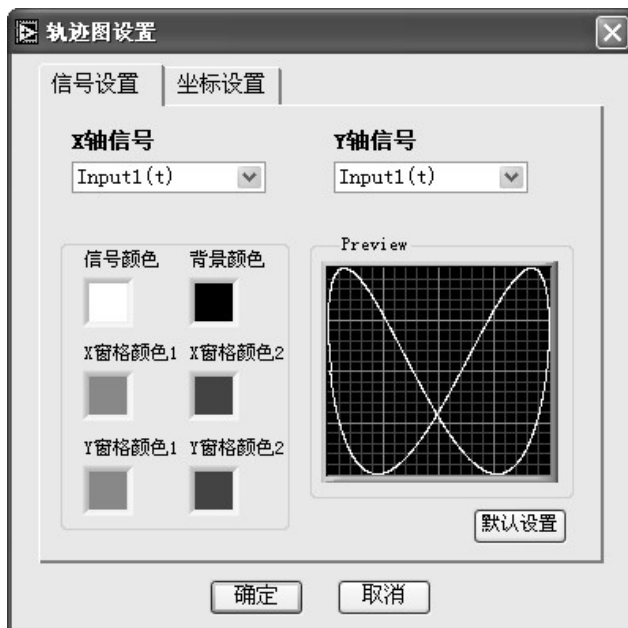 轨迹图设置
信号设置 坐标设置
X轴信号 Y轴信号
Input1(t) Input1(t)
Preview
信号颜色 背景颜色
X窗格颜色1 X窗格颜色2
Y窗格颜色1 Y窗格颜色2
默认设置
确定 取消